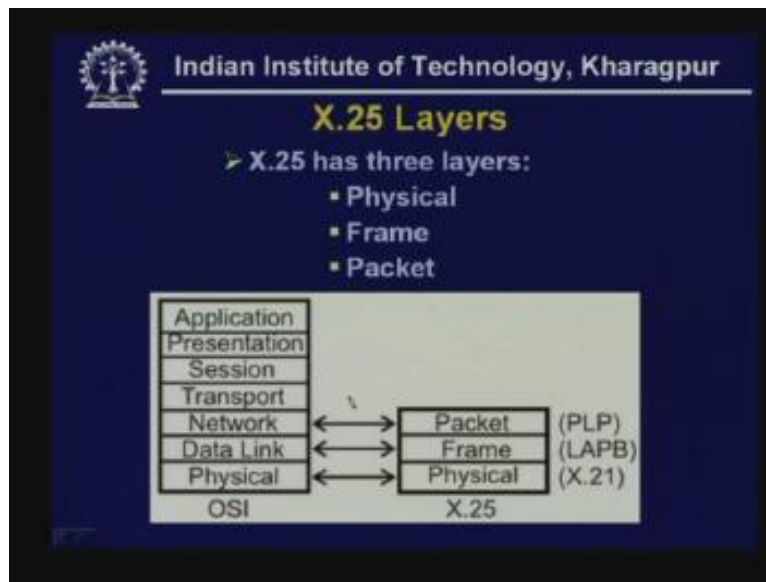 Indian Institute of Technology, Kharagpur
X.25 Layers
➢ X.25 has three layers:
▪ Physical
▪ Frame
▪ Packet
Application
Presentation
Session
Transport
Network Packet (PLP)
Data Link Frame (LAPB)
Physical Physical (X.21)
OSI X.25